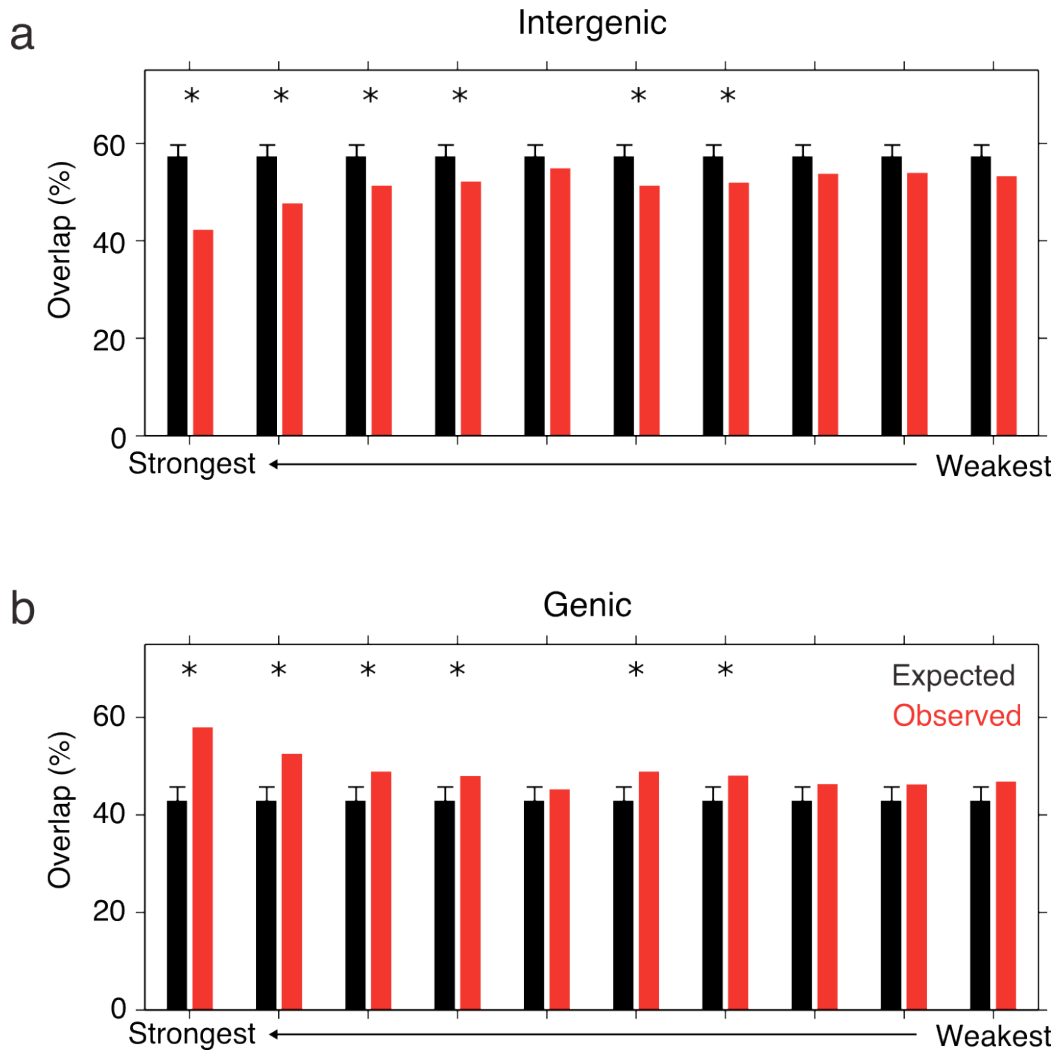 a
Intergenic
* * * * * *
60
40
20
0
Overlap (%)
Strongest Weakest
b
Genic
* * * * * *
Expected
Observed
60
40
20
0
Overlap (%)
Strongest Weakest